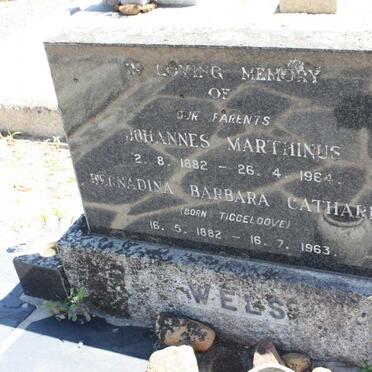 IN LOVING MEMORY
OF
OUR PARENTS
JOHANNES MARTHINUS
2. 8. 1882 - 26. 4. 1964.
BERNADINA BARBARA CATHARI
(BORN TIGGELOOVE)
16. 5. 1882 - 16. 7. 1963.
WELS